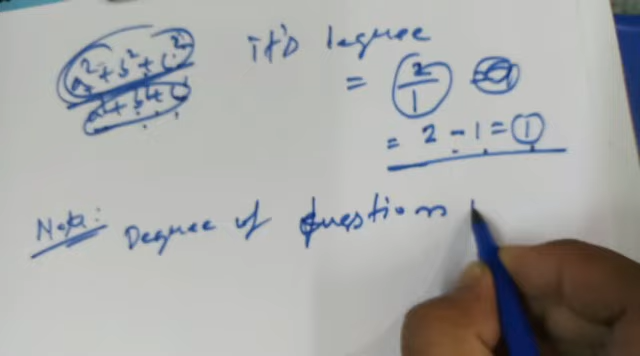 a² + b² + c² it's degree
a + b + c = 2/1
= 2 - 1 = 1
Note: Degree of Question